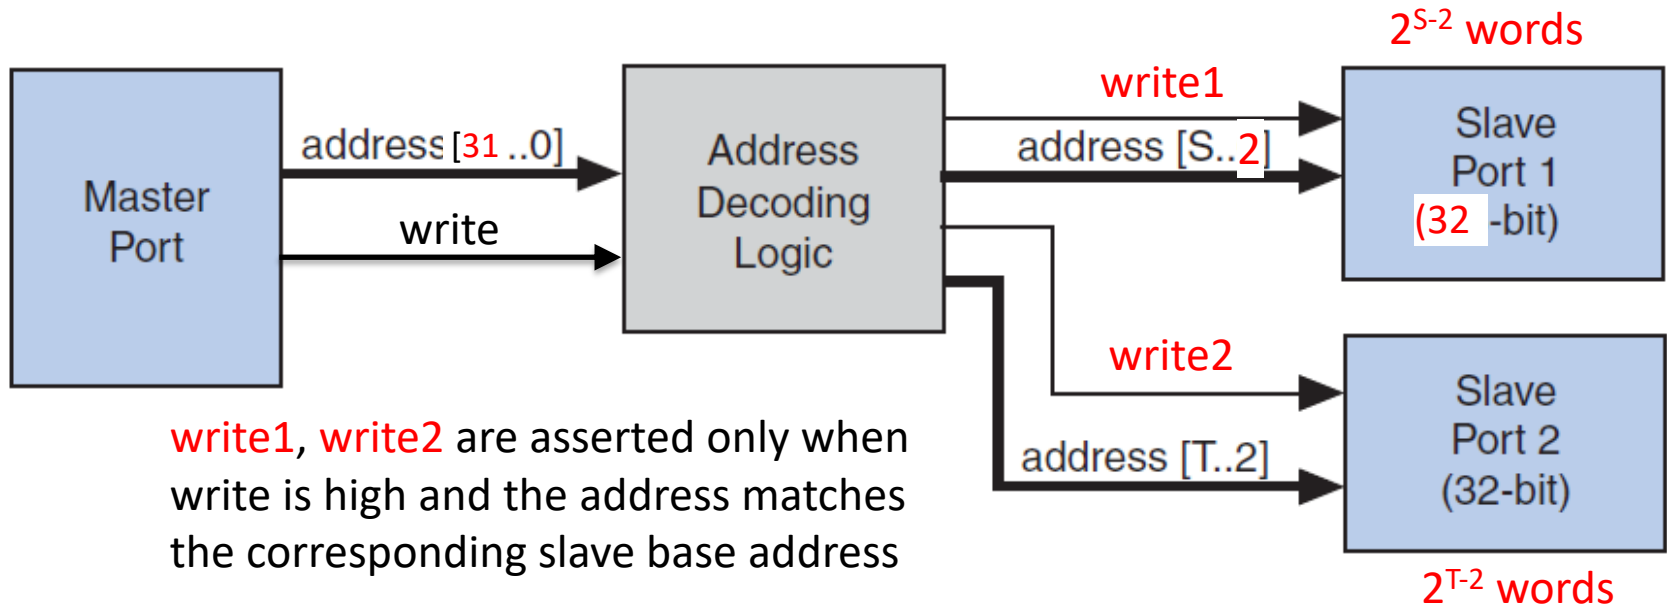 2^S-2 words
write1
address [31 ..0]
Address
Decoding
Logic
address [S..2]
Slave
Port 1
(32 -bit)
Master
Port
write
write2
Slave
Port 2
(32-bit)
address [T..2]
write1, write2 are asserted only when
write is high and the address matches
the corresponding slave base address
2^T-2 words